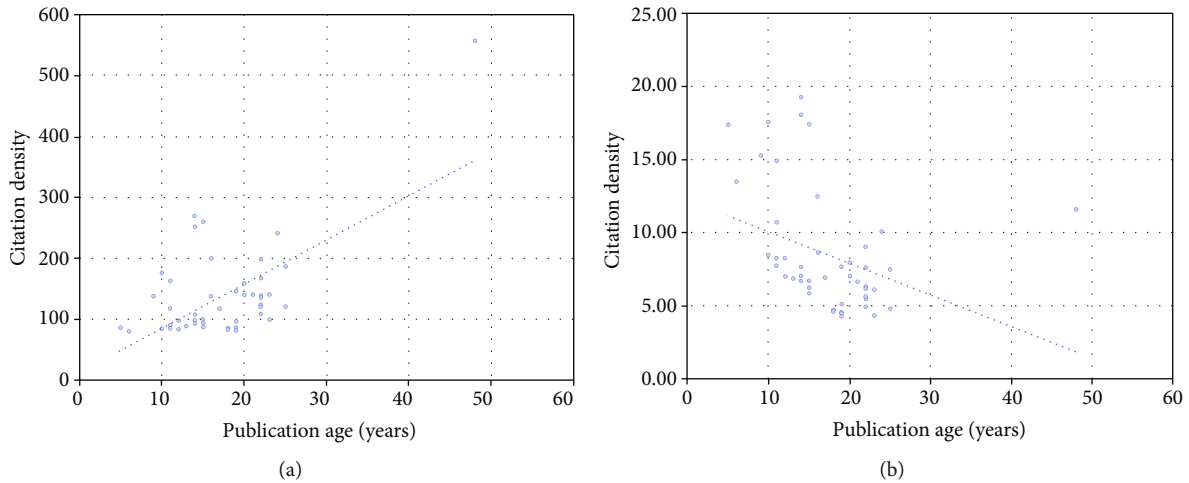 600
500
400
300
200
100
0
Citation density
0 10 20 30 40 50 60
Publication age (years)
(a)
25.00
20.00
15.00
10.00
5.00
0.00
Citation density
0 10 20 30 40 50 60
Publication age (years)
(b)